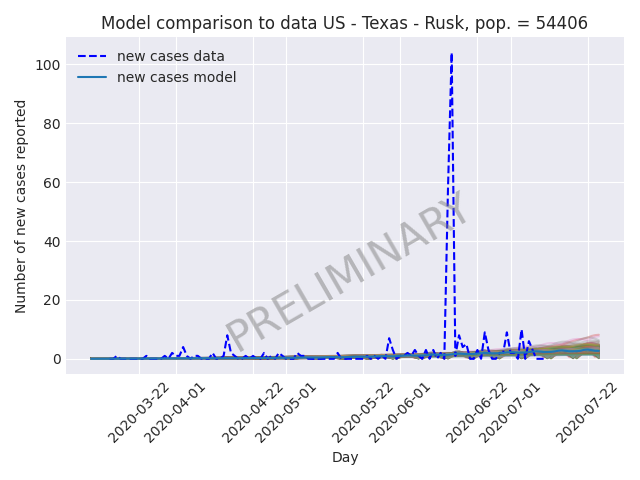 Model comparison to data US - Texas - Rusk, pop. = 54406
new cases data
new cases model
Number of new cases reported
100
80
60
40
20
0
PRELIMINARY
2020-03-22
2020-04-01
2020-04-22
2020-05-01
2020-05-22
2020-06-01
2020-06-22
2020-07-01
2020-07-22
Day